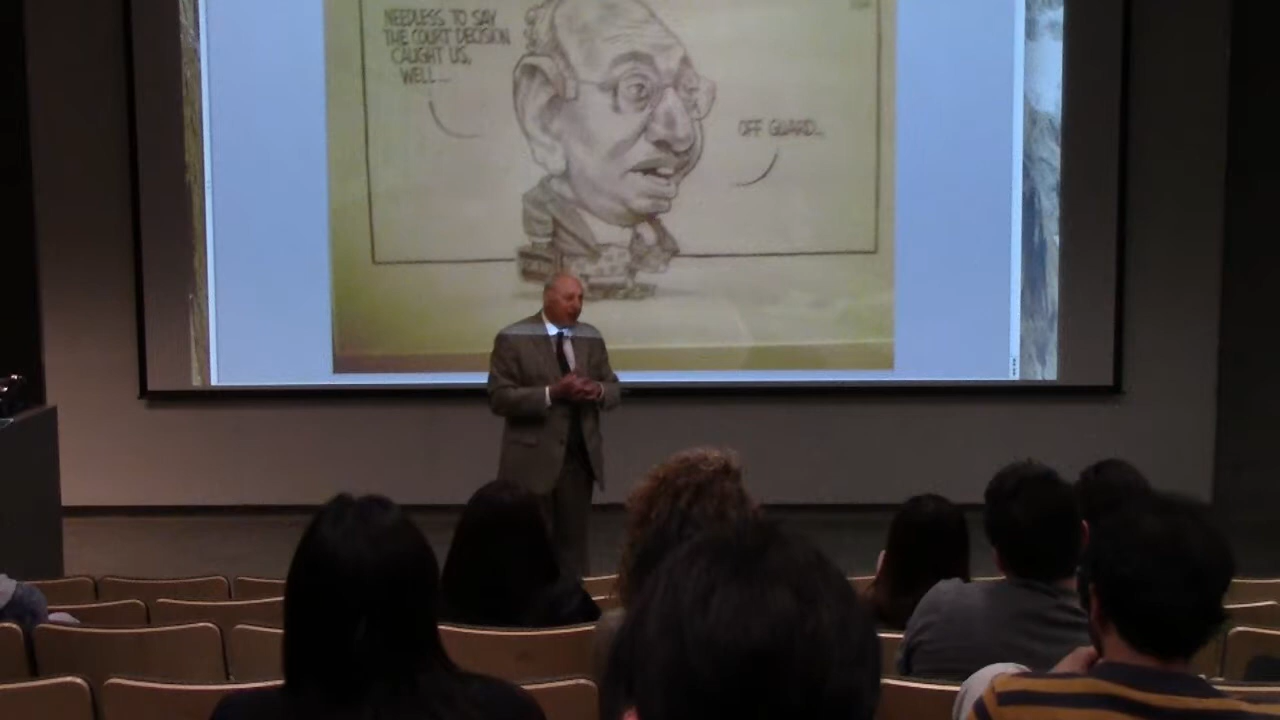 NEEDLESS TO SAY
THE COURT DECISION
CAUGHT US,
WELL...
OFF GUARD...